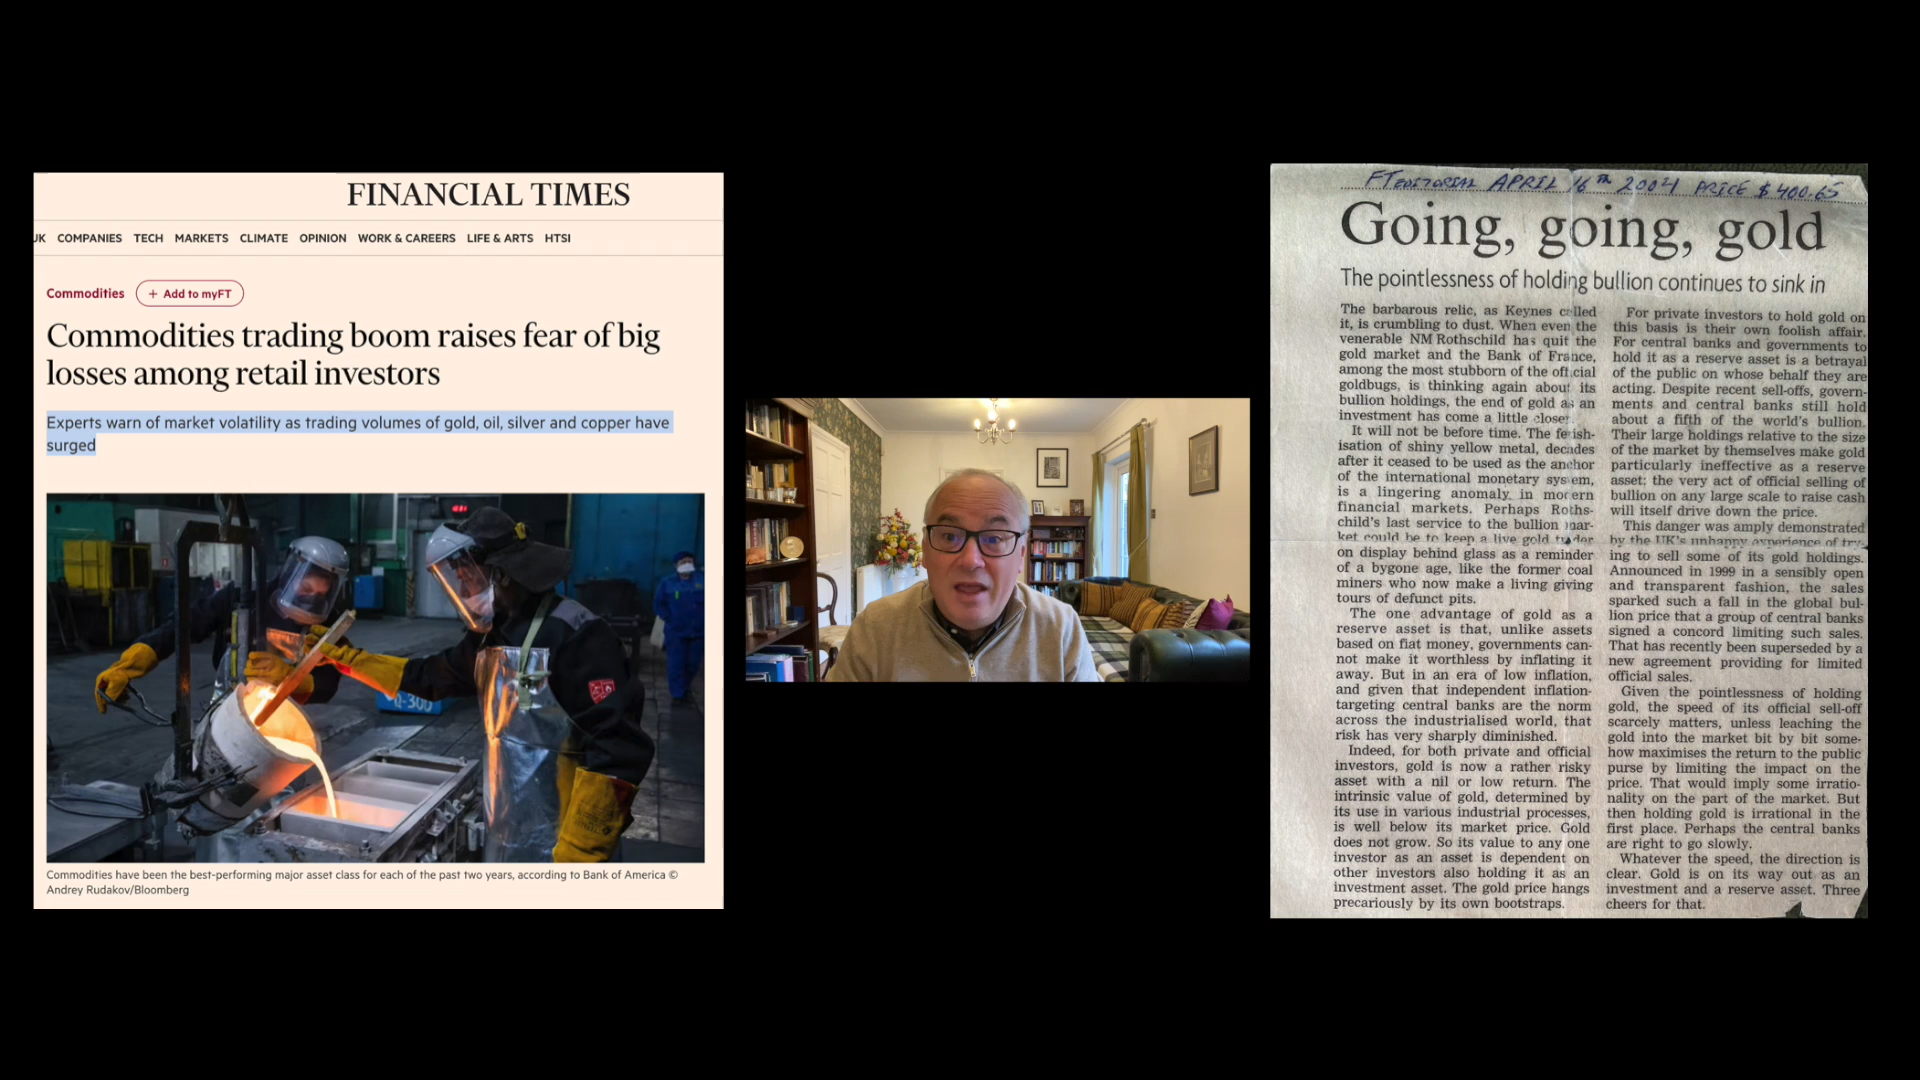 FINANCIAL TIMES
UK COMPANIES TECH MARKETS CLIMATE OPINION WORK & CAREERS LIFE & ARTS HTSI
Commodities + Add to myFT
Commodities trading boom raises fear of big
losses among retail investors
Experts warn of market volatility as trading volumes of gold, oil, silver and copper have
surged
Q-300
Commodities have been the best-performing major asset class for each of the past two years, according to Bank of America ©
Andrey Rudakov/Bloomberg
FT EDITORIAL APRIL 16TH 2004 PRICE $400.65
Going, going, gold
The pointlessness of holding bullion continues to sink in
The barbarous relic, as Keynes called
it, is crumbling to dust. When even the
venerable NM Rothschild has quit the
gold market and the Bank of France,
among the most stubborn of the official
goldbugs, is thinking again about its
bullion holdings, the end of gold as an
investment has come a little closer.
It will not be before time. The fetish-
isation of shiny yellow metal, decades
after it ceased to be used as the anchor
of the international monetary system,
is a lingering anomaly in modern
financial markets. Perhaps Roths-
child's last service to the bullion mar-
ket could be to keep a live gold trader
on display behind glass as a reminder
of a bygone age, like the former coal
miners who now make a living giving
tours of defunct pits.
The one advantage of gold as a
reserve asset is that, unlike assets
based on fiat money, governments can-
not make it worthless by inflating it
away. But in an era of low inflation,
and given that independent inflation-
targeting central banks are the norm
across the industrialised world, that
risk has very sharply diminished.
Indeed, for both private and official
investors, gold is now a rather risky
asset with a nil or low return. The
intrinsic value of gold, determined by
its use in various industrial processes,
is well below its market price. Gold
does not grow. So its value to any one
investor as an asset is dependent on
other investors also holding it as an
investment asset. The gold price hangs
precariously by its own bootstraps.
For private investors to hold gold on
this basis is their own foolish affair.
For central banks and governments to
hold it as a reserve asset is a betrayal
of the public on whose behalf they are
acting. Despite recent sell-offs, govern-
ments and central banks still hold
about a fifth of the world's bullion.
Their large holdings relative to the size
of the market by themselves make gold
particularly ineffective as a reserve
asset: the very act of official selling of
bullion on any large scale to raise cash
will itself drive down the price.
This danger was amply demonstrated
by the UK's unhappy experience of try-
ing to sell some of its gold holdings.
Announced in 1999 in a sensibly open
and transparent fashion, the sales
sparked such a fall in the global bul-
lion price that a group of central banks
signed a concord limiting such sales.
That has recently been superseded by a
new agreement providing for limited
official sales.
Given the pointlessness of holding
gold, the speed of its official sell-off
scarcely matters, unless leaching the
gold into the market bit by bit some-
how maximises the return to the public
purse by limiting the impact on the
price. That would imply some irratio-
nality on the part of the market. But
then holding gold is irrational in the
first place. Perhaps the central banks
are right to go slowly.
Whatever the speed, the direction is
clear. Gold is on its way out as an
investment and a reserve asset. Three
cheers for that.